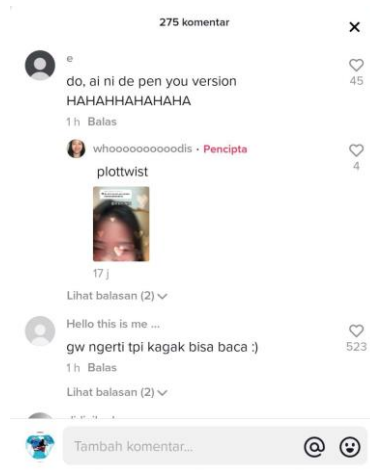 275 komentar
e
do, ai ni de pen you version
HAHAHHAHAHAHA
1 h Balas
whoooooooooodis • Pencipta
plottwist
17 j
Lihat balasan (2)
Hello this is me ...
gw ngerti tpi kagak bisa baca :)
1 h Balas
Lihat balasan (2)
Tambah komentar...
45
4
523